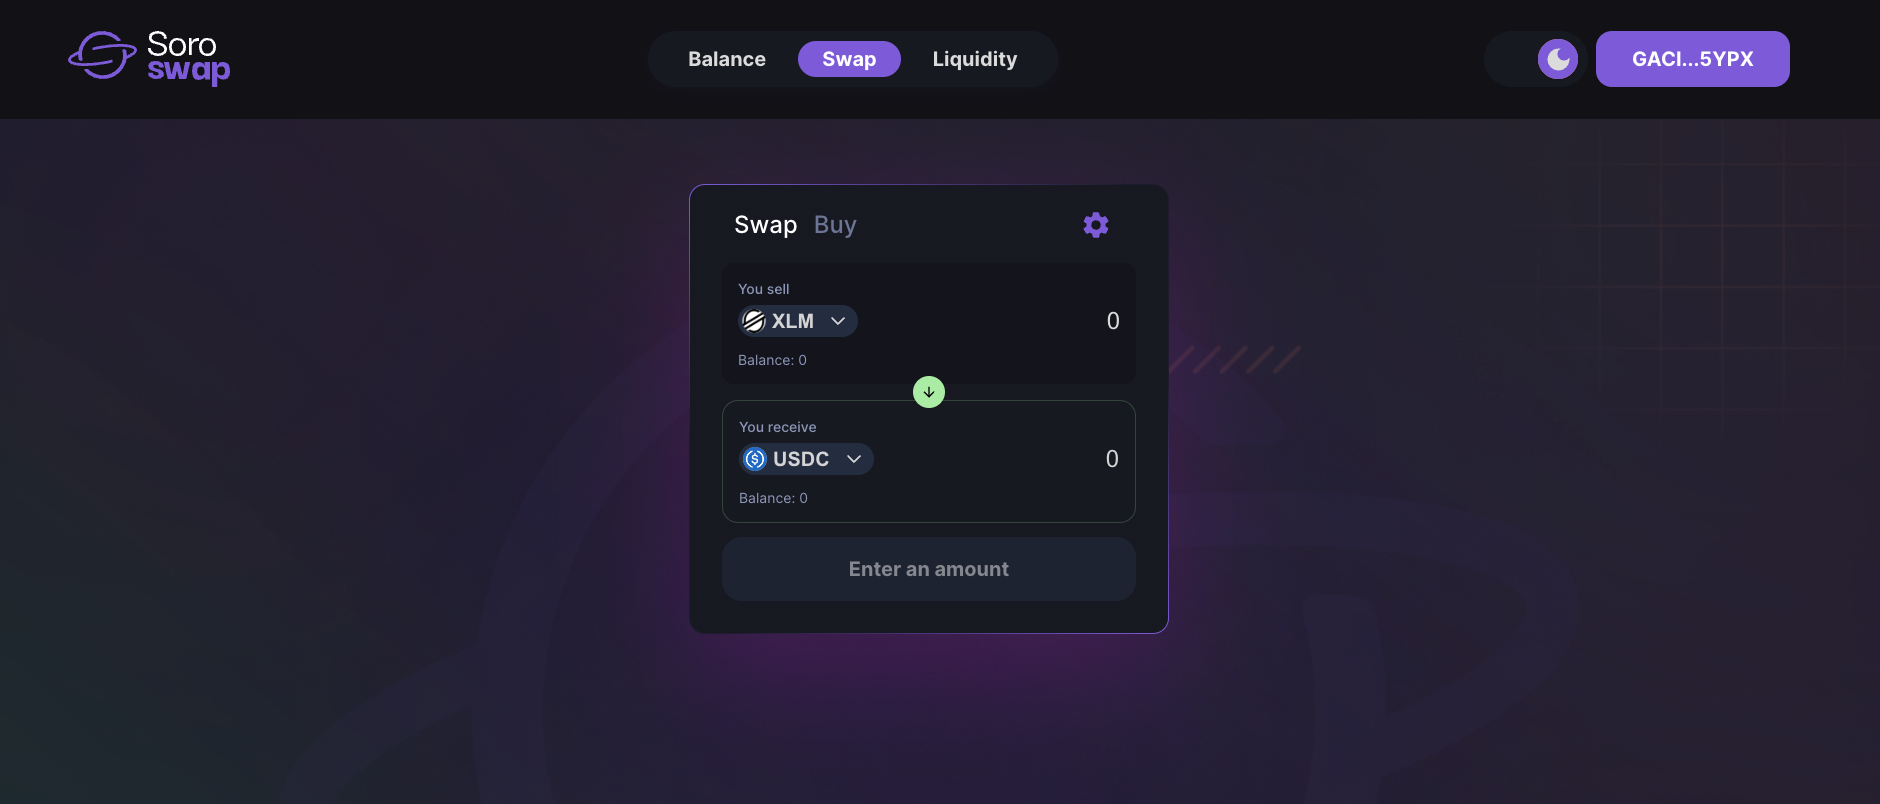 Soro
swap
Balance
Swap
Liquidity
GACI...5YPX
Swap
Buy
You sell
XLM
0
Balance: 0
You receive
USDC
0
Balance: 0
Enter an amount